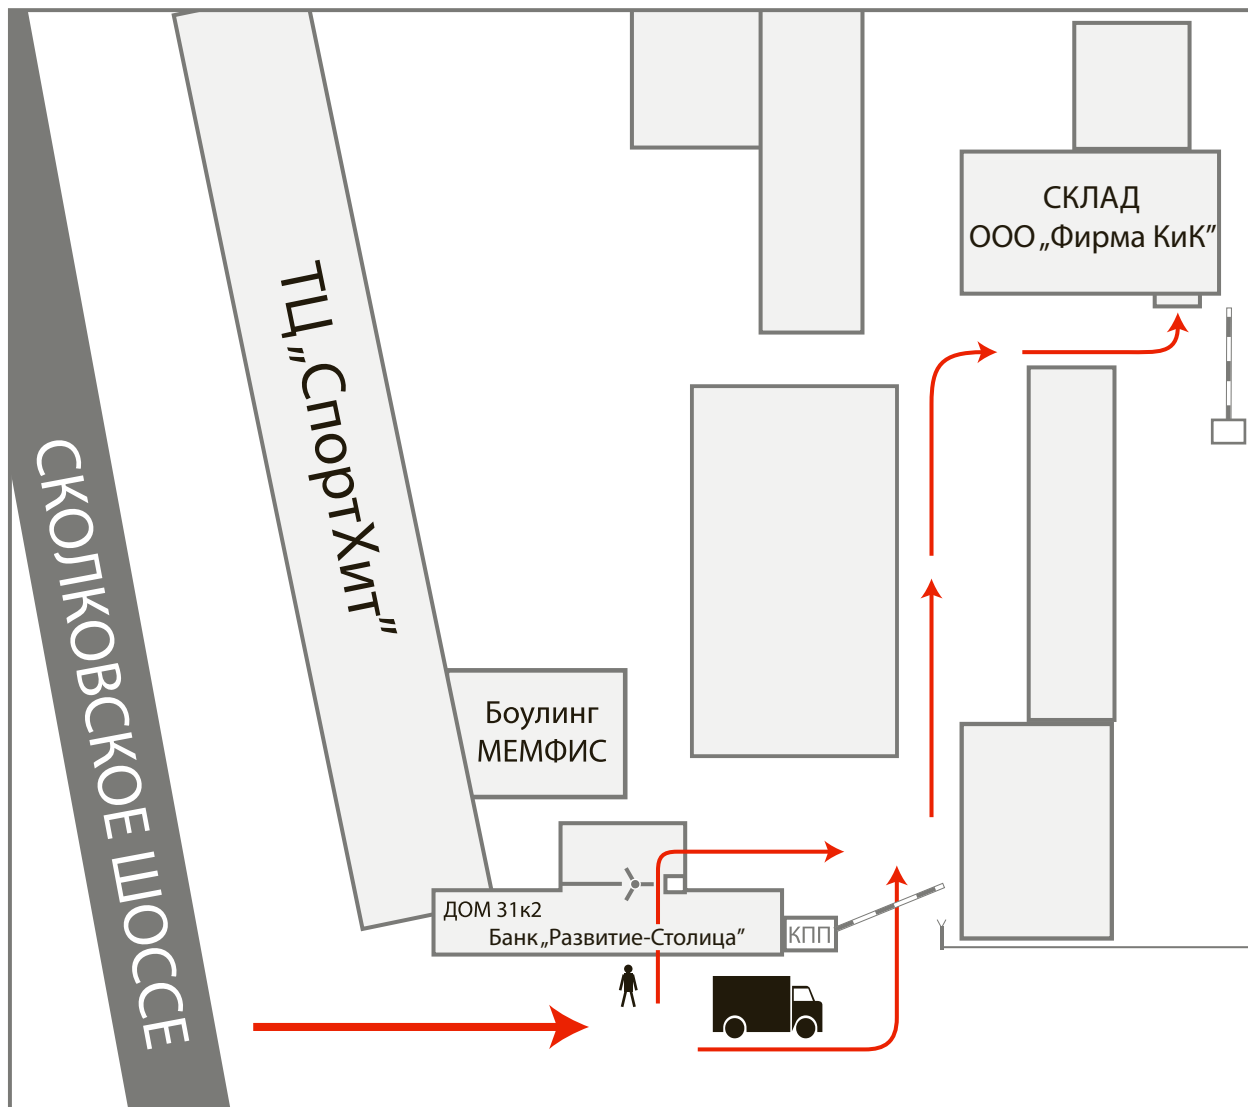 СКЛАД
ООО „Фирма КиК”
ТЦ „СпортХит”
СКОЛКОВСКОЕ ШОССЕ
Боулинг
МЕМФИС
ДОМ 31к2
Банк „Развитие-Столица”
КПП